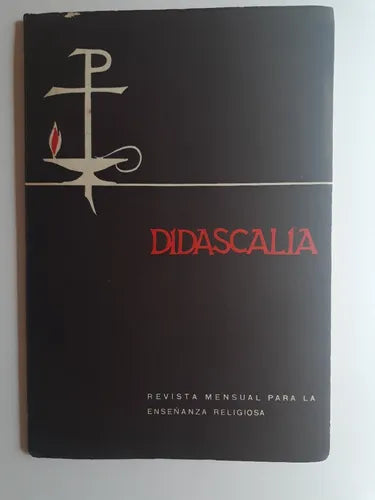 DIDASCALIA
REVISTA MENSUAL PARA LA
ENSEÑANZA RELIGIOSA